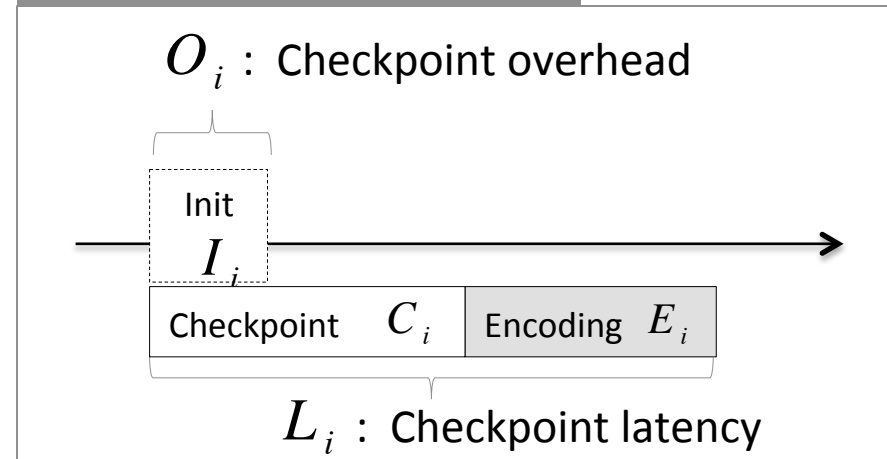 O_i : Checkpoint overhead
Init
I_i
Checkpoint C_i Encoding E_i
L_i : Checkpoint latency